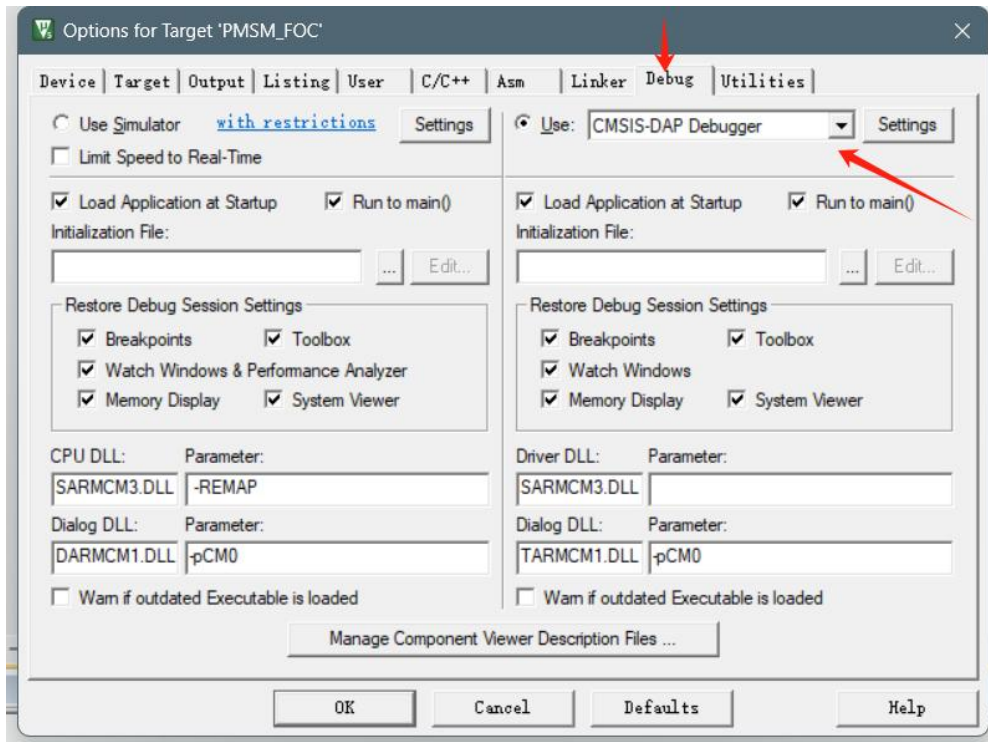 Options for Target 'PMSM_FOC'
Device Target Output Listing User C/C++ Asm Linker Debug Utilities
Use Simulator with restrictions Settings Use: CMSIS-DAP Debugger Settings
Limit Speed to Real-Time
Load Application at Startup Run to main() Load Application at Startup Run to main()
Initialization File: Initialization File:
... Edit... ... Edit...
Restore Debug Session Settings Restore Debug Session Settings
Breakpoints Toolbox Breakpoints Toolbox
Watch Windows & Performance Analyzer Watch Windows
Memory Display System Viewer Memory Display System Viewer
CPU DLL: Parameter: Driver DLL: Parameter:
SARMCM3.DLL -REMAP SARMCM3.DLL
Dialog DLL: Parameter: Dialog DLL: Parameter:
DARMCM1.DLL -pCM0 TARMCM1.DLL -pCM0
Warn if outdated Executable is loaded Warn if outdated Executable is loaded
Manage Component Viewer Description Files ...
OK Cancel Defaults Help